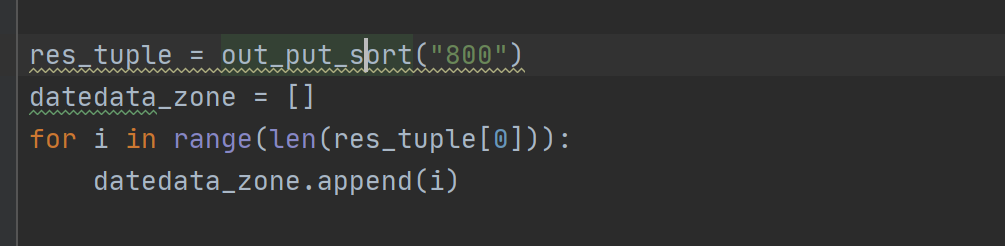 res_tuple = out_put_sort("800")
datedata_zone = []
for i in range(len(res_tuple[0])):
    datedata_zone.append(i)